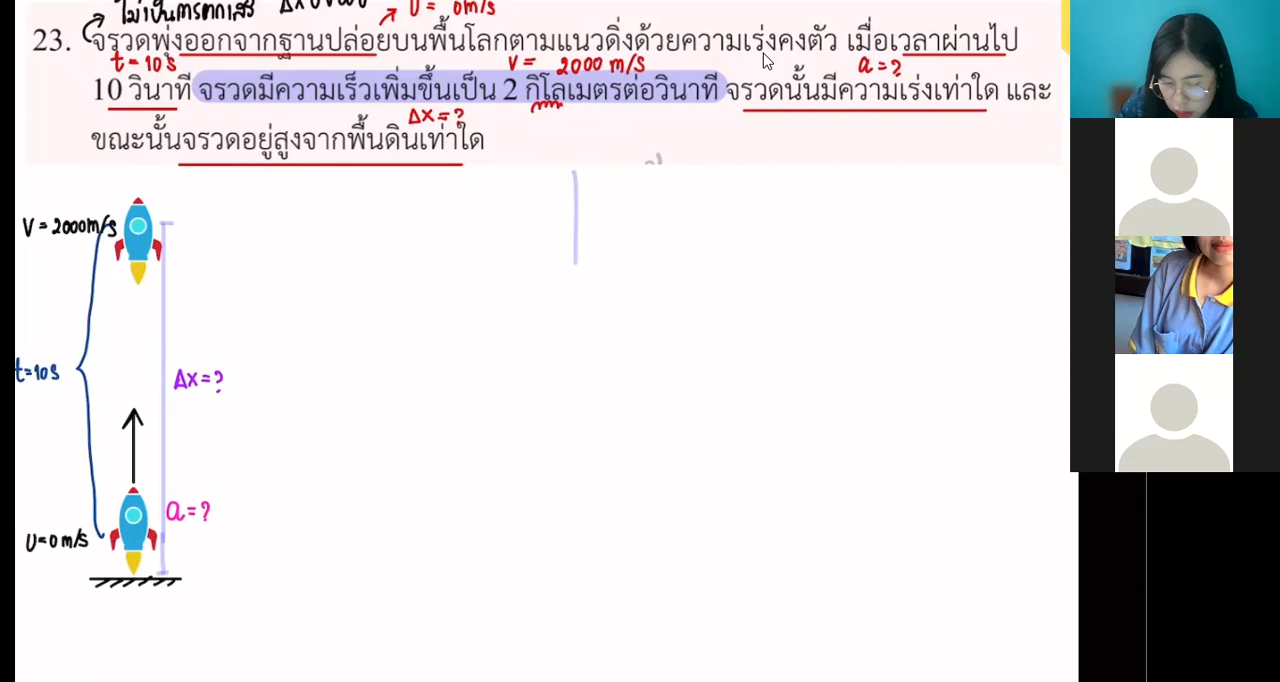 ไม่เป็นการตกเสรี
u = 0m/s
23. จรวดพุ่งออกจากฐานปล่อยบนพื้นโลกตามแนวดิ่งด้วยความเร่งคงตัว เมื่อเวลาผ่านไป
t = 10s v = 2000 m/s a = ?
10 วินาที จรวดมีความเร็วเพิ่มขึ้นเป็น 2 กิโลเมตรต่อวินาที จรวดนั้นมีความเร่งเท่าใด และ
Δx = ?
ขณะนั้นจรวดอยู่สูงจากพื้นดินเท่าใด
v = 2000m/s
t=10s
Δx = ?
a = ?
u=0 m/s